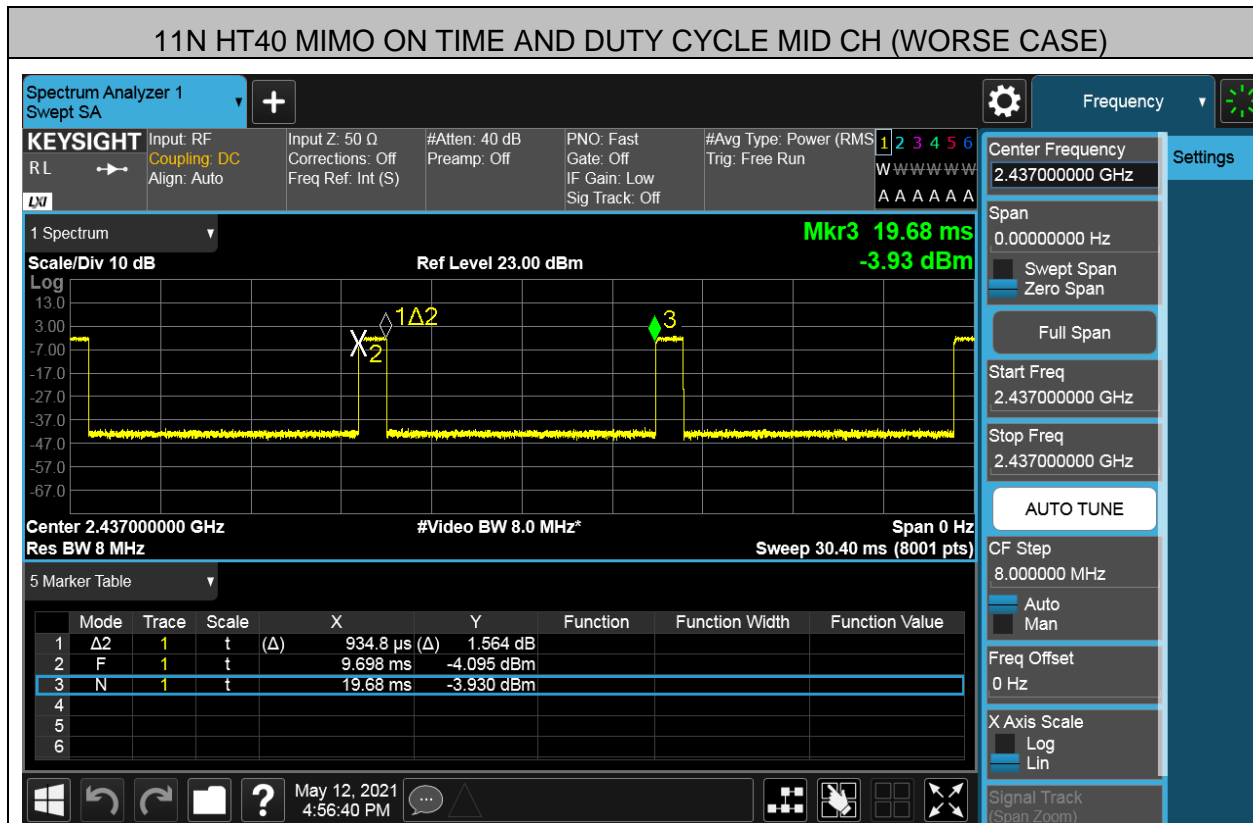 11N HT40 MIMO ON TIME AND DUTY CYCLE MID CH (WORSE CASE)
Spectrum Analyzer 1
Swept SA
+
Frequency
KEYSIGHT
RL
LXI
Input: RF
Coupling: DC
Align: Auto
Input Z: 50 Ω
Corrections: Off
Freq Ref: Int (S)
#Atten: 40 dB
Preamp: Off
PNO: Fast
Gate: Off
IF Gain: Low
Sig Track: Off
#Avg Type: Power (RMS
Trig: Free Run
1 2 3 4 5 6
W W W W W W
A A A A A A
1 Spectrum
Mkr3 19.68 ms
Scale/Div 10 dB
Ref Level 23.00 dBm
-3.93 dBm
Log
13.0
3.00
-7.00
-17.0
-27.0
-37.0
-47.0
-57.0
-67.0
1Δ2
X2
3
Center 2.437000000 GHz
#Video BW 8.0 MHz*
Span 0 Hz
Res BW 8 MHz
Sweep 30.40 ms (8001 pts)
5 Marker Table
Mode Trace Scale X Y Function Function Width Function Value
1 Δ2 1 t (Δ) 934.8 µs (Δ) 1.564 dB
2 F 1 t 9.698 ms -4.095 dBm
3 N 1 t 19.68 ms -3.930 dBm
4
5
6
?
May 12, 2021
4:56:40 PM
Center Frequency
2.437000000 GHz
Settings
Span
0.00000000 Hz
Swept Span
Zero Span
Full Span
Start Freq
2.437000000 GHz
Stop Freq
2.437000000 GHz
AUTO TUNE
CF Step
8.000000 MHz
Auto
Man
Freq Offset
0 Hz
X Axis Scale
Log
Lin
Signal Track
(Span Zoom)